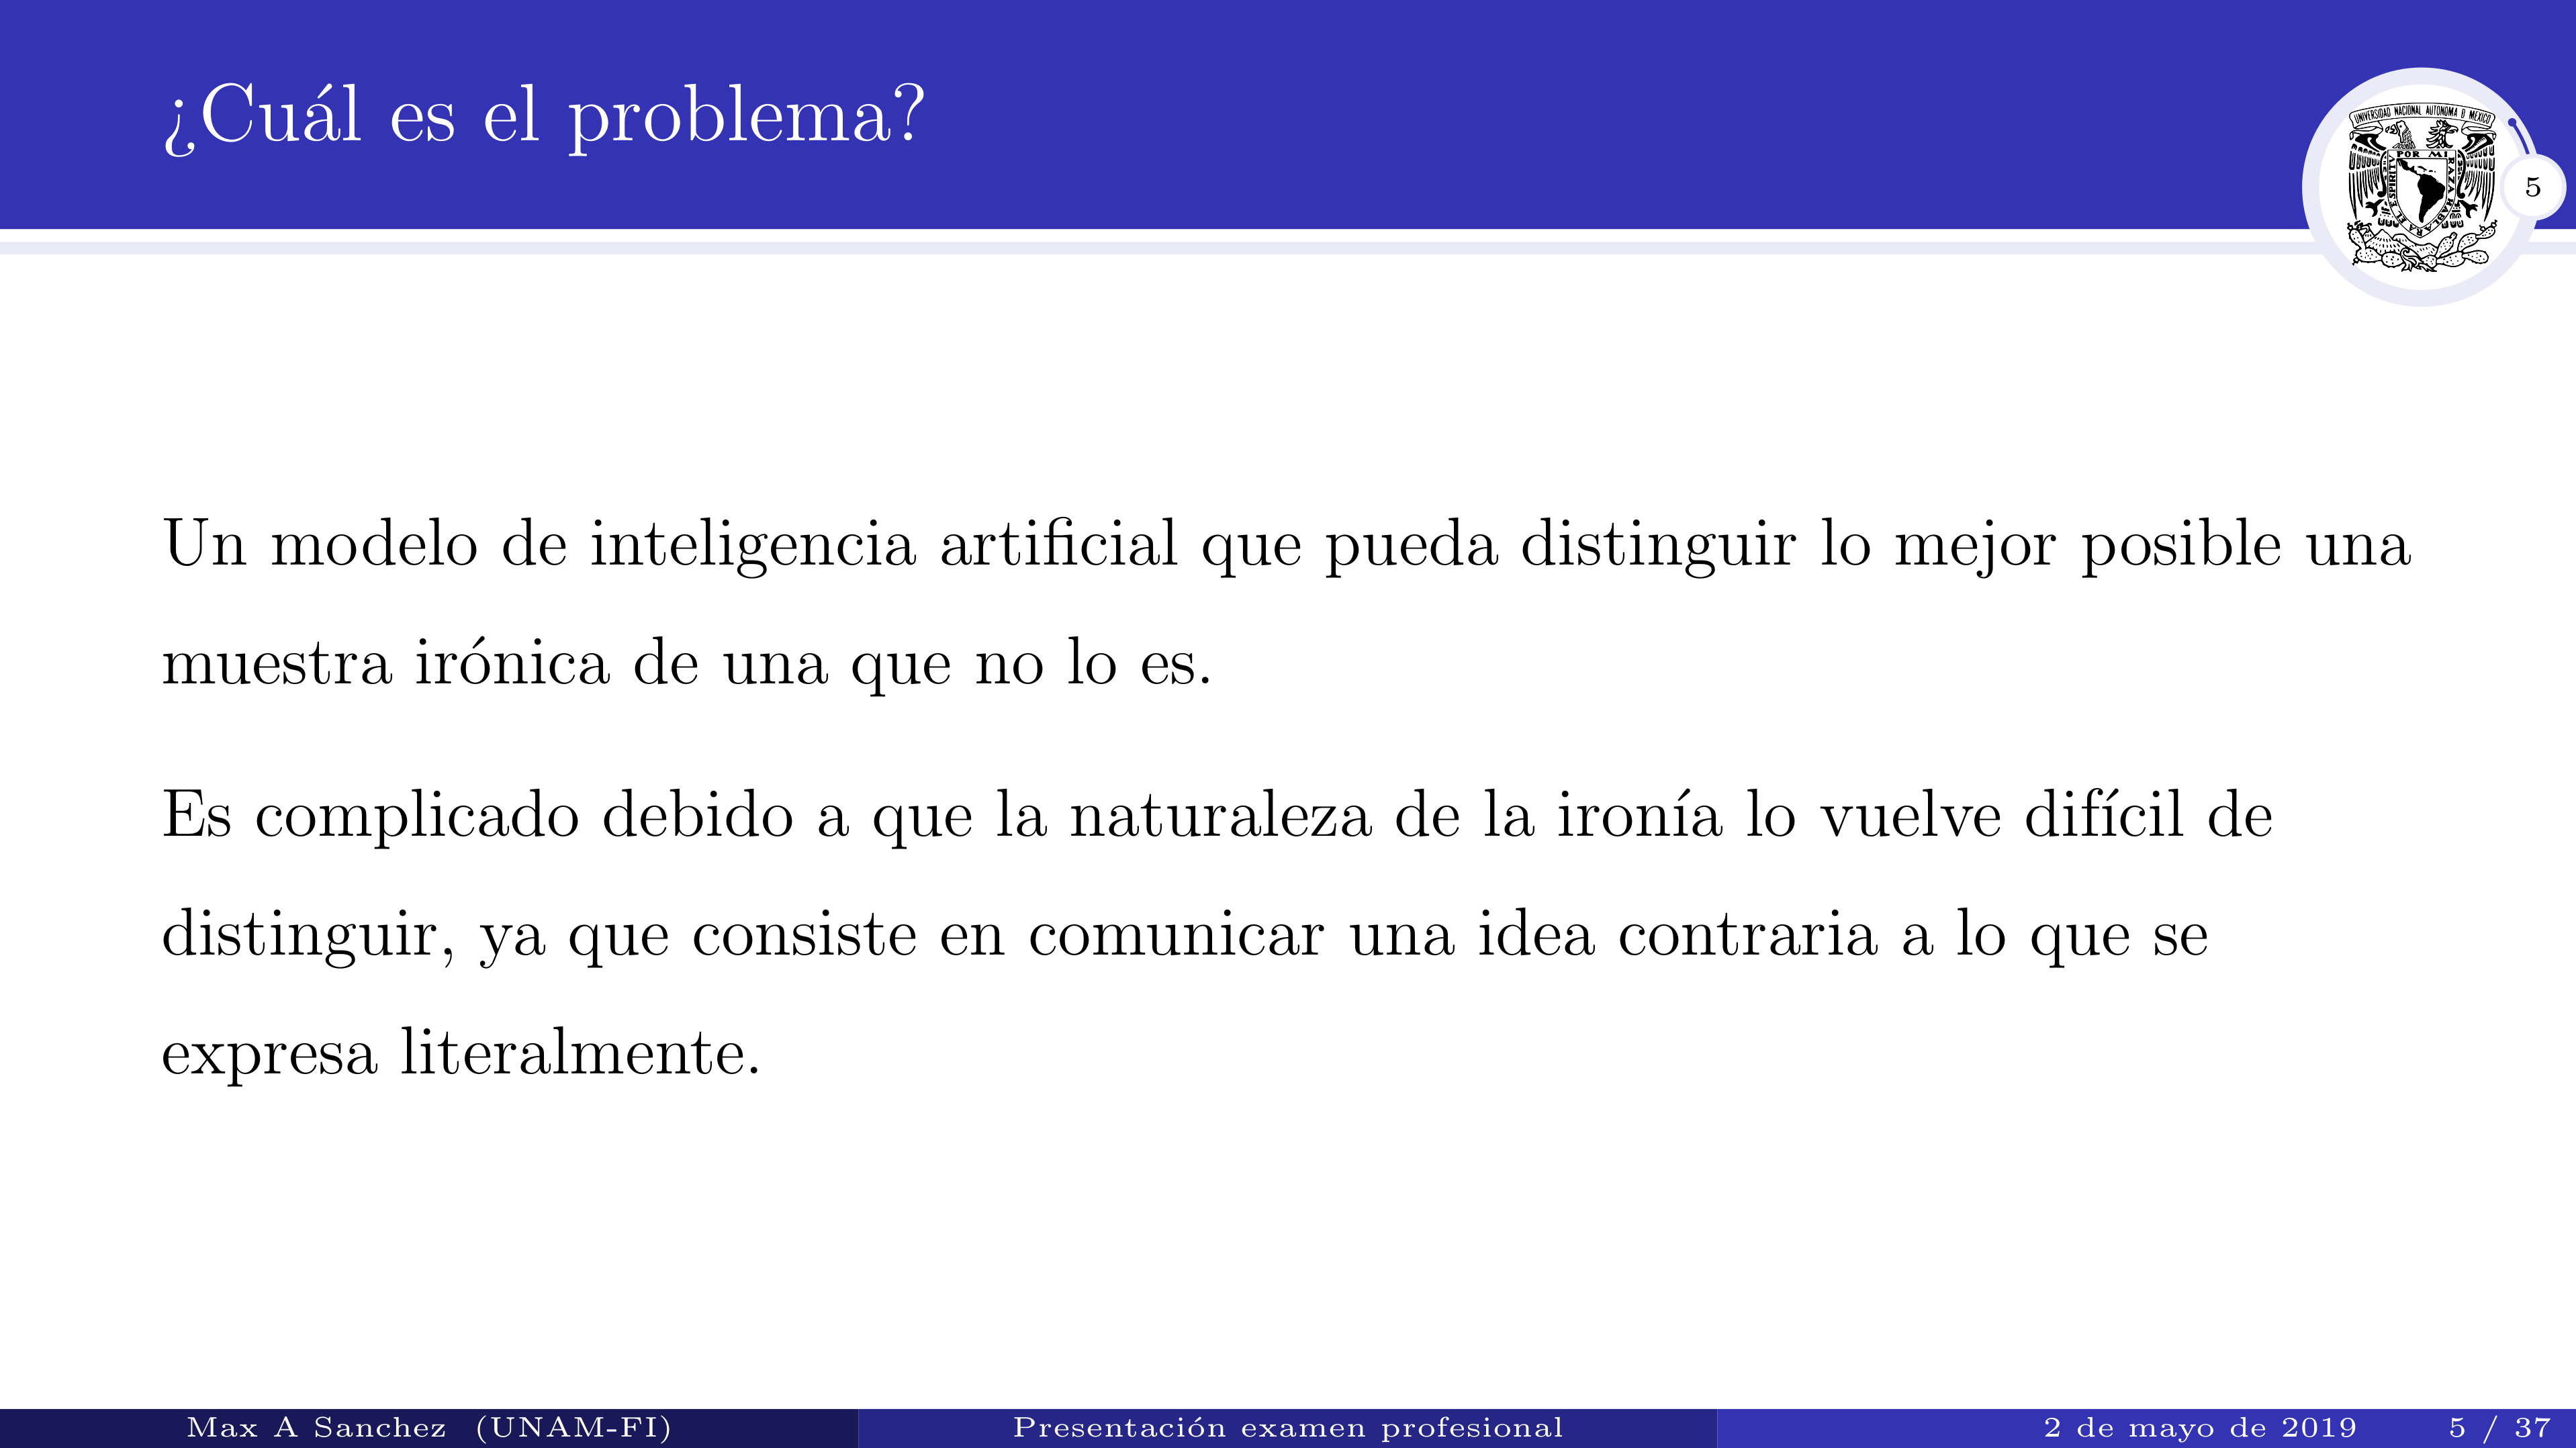 ¿Cuál es el problema?
UNIVERSIDAD NACIONAL AUTONOMA D MEXICO
POR MI RAZA HABLARA EL ESPIRITU
5
Un modelo de inteligencia artificial que pueda distinguir lo mejor posible una
muestra irónica de una que no lo es.
Es complicado debido a que la naturaleza de la ironía lo vuelve difícil de
distinguir, ya que consiste en comunicar una idea contraria a lo que se
expresa literalmente.
Max A Sanchez (UNAM-FI)
Presentación examen profesional
2 de mayo de 2019
5 / 37